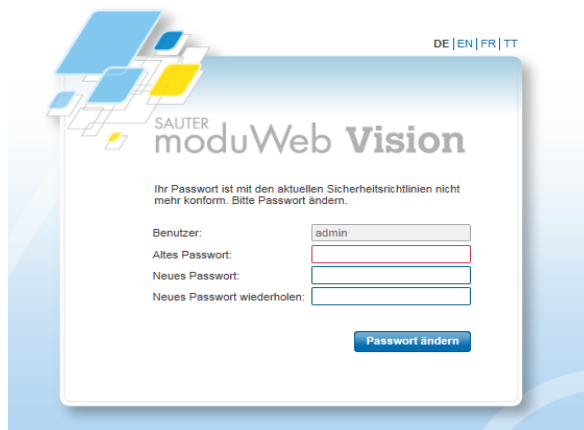 DE | EN | FR | TT
SAUTER
moduWeb Vision
Ihr Passwort ist mit den aktuellen Sicherheitsrichtlinien nicht
mehr konform. Bitte Passwort ändern.
Benutzer: admin
Altes Passwort:
Neues Passwort:
Neues Passwort wiederholen:
Passwort ändern